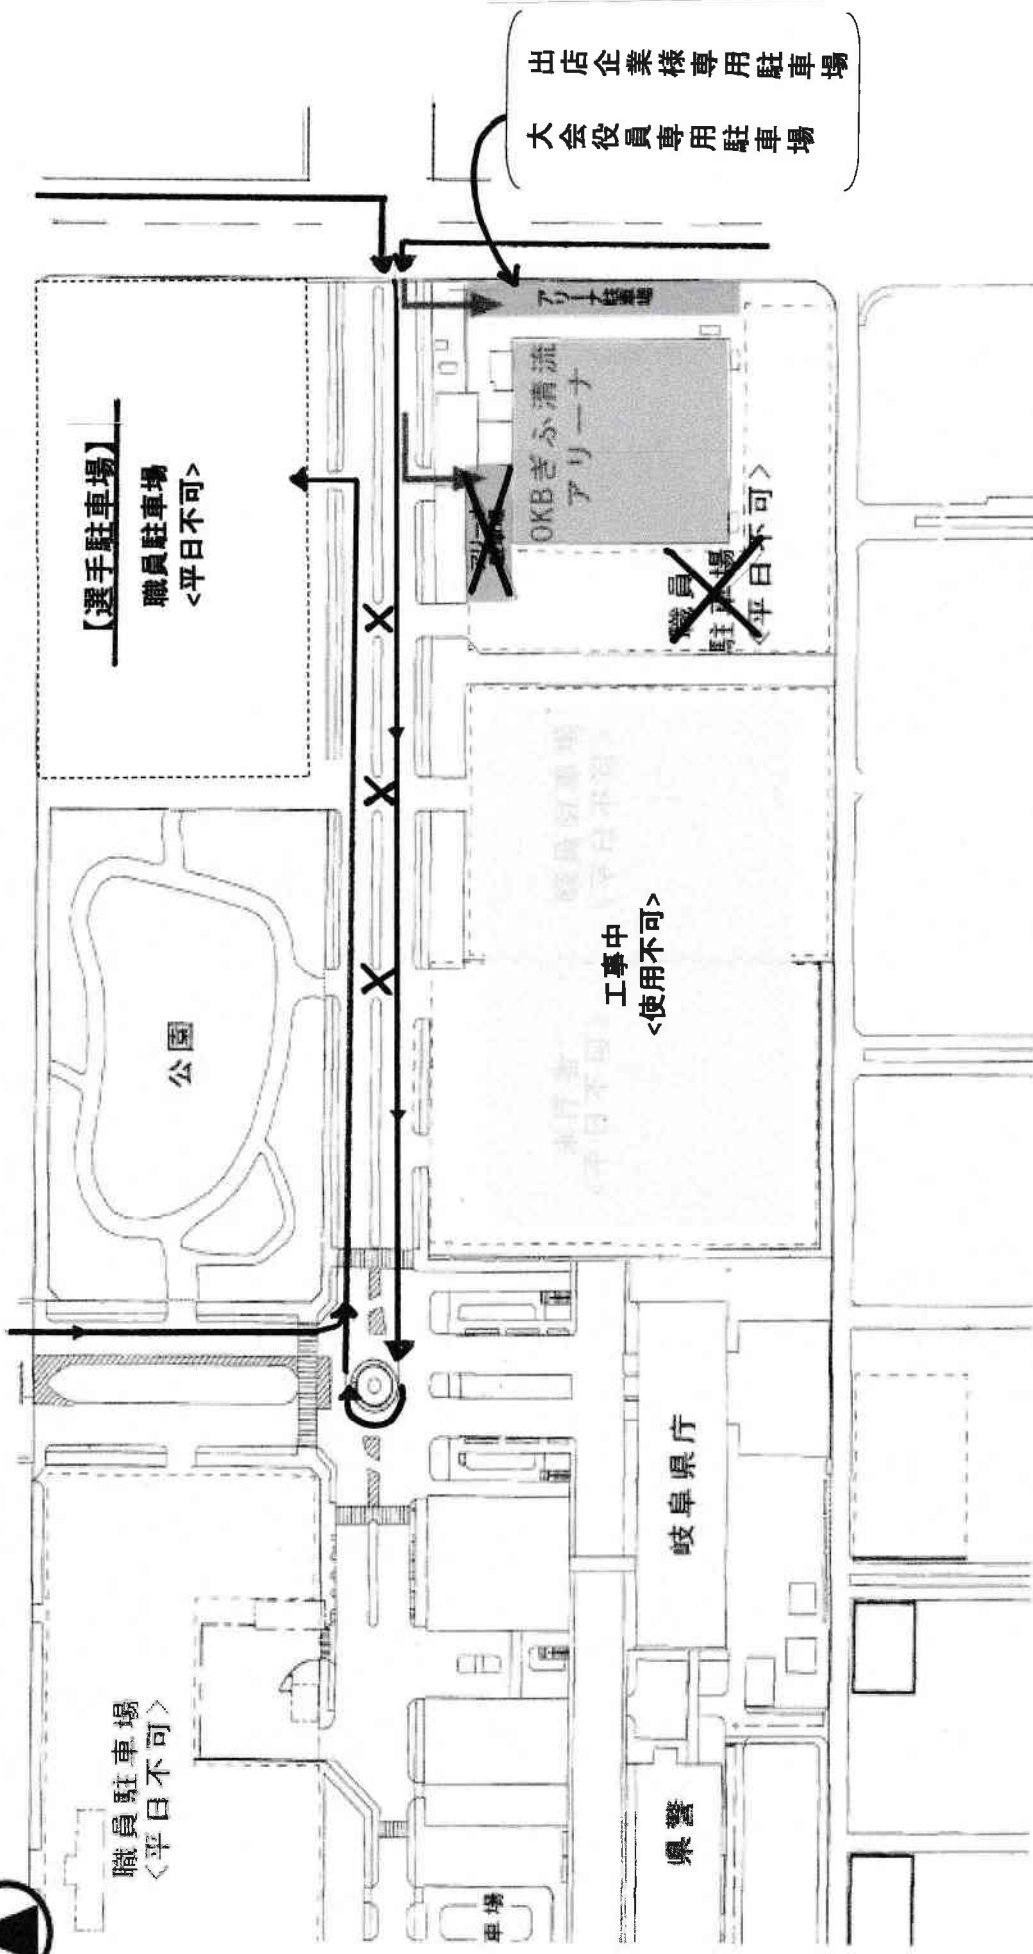 出店企業様専用駐車場
大会役員専用駐車場
【選手駐車場】
職員駐車場
<平日不可>
アリーナ
駐車場
OKBぎふ清流
アリーナ
職員
駐車場
<平日不可>
公園
工事中
<使用不可>
岐阜県庁
県警
職員駐車場
<平日不可>
車場